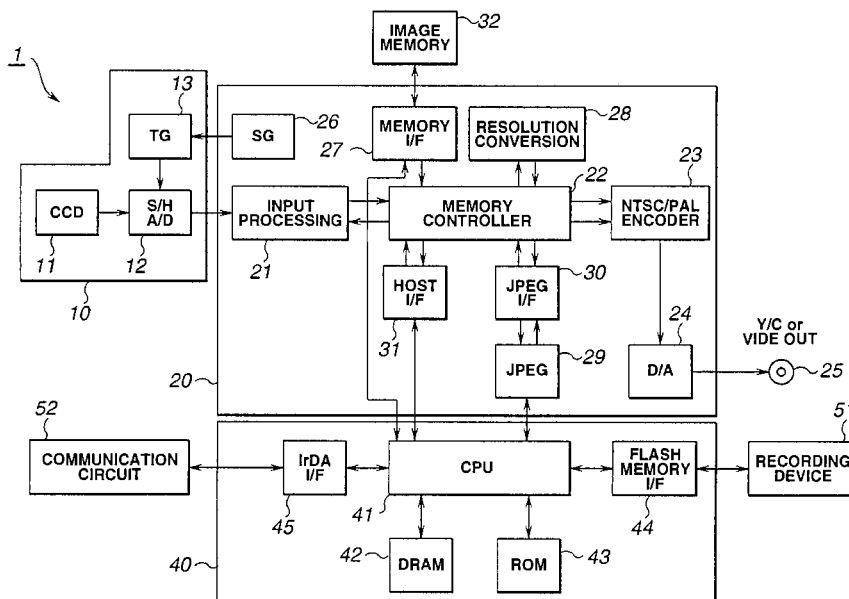 32
IMAGE
MEMORY
1
13
26
28
23
TG
SG
MEMORY
I/F
27
RESOLUTION
CONVERSION
22
CCD
S/H
A/D
INPUT
PROCESSING
MEMORY
CONTROLLER
NTSC/PAL
ENCODER
11
12
21
10
HOST
I/F
31
JPEG
I/F
30
24
Y/C or
VIDE OUT
20
JPEG
29
D/A
25
52
51
COMMUNICATION
CIRCUIT
IrDA
I/F
45
CPU
41
FLASH
MEMORY
I/F
44
RECORDING
DEVICE
40
42
DRAM
ROM
43